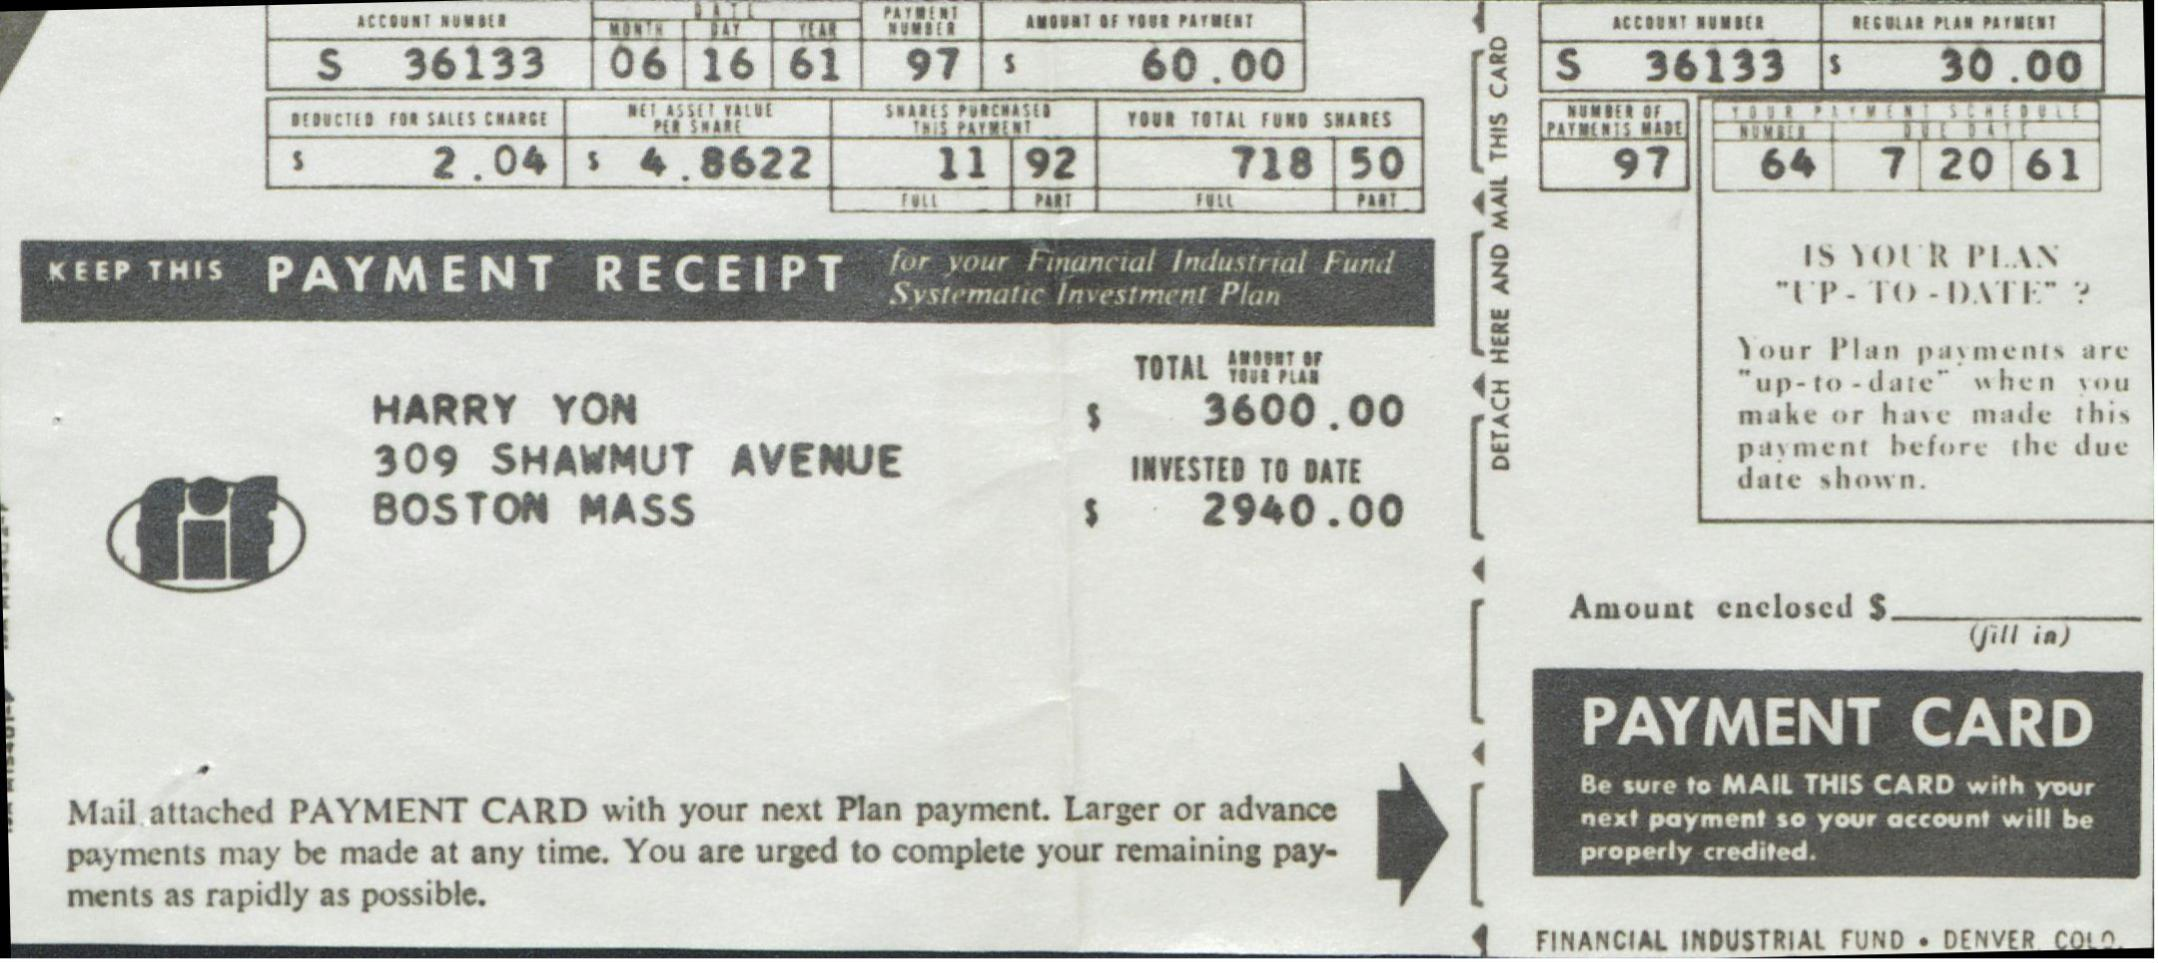 ACCOUNT NUMBER DATE PAYMENT NUMBER AMOUNT OF YOUR PAYMENT
MONTH DAY YEAR
S 36133 06 16 61 97 $ 60.00
DEDUCTED FOR SALES CHARGE NET ASSET VALUE PER SHARE SHARES PURCHASED THIS PAYMENT YOUR TOTAL FUND SHARES
$ 2.04 $ 4.8622 11 92 718 50
FULL PART FULL PART
KEEP THIS PAYMENT RECEIPT for your Financial Industrial Fund
Systematic Investment Plan
TOTAL AMOUNT OF YOUR PLAN
HARRY YON $ 3600.00
309 SHAWMUT AVENUE INVESTED TO DATE
BOSTON MASS $ 2940.00
fif
Mail attached PAYMENT CARD with your next Plan payment. Larger or advance
payments may be made at any time. You are urged to complete your remaining pay-
ments as rapidly as possible.
DETACH HERE AND MAIL THIS CARD
ACCOUNT NUMBER REGULAR PLAN PAYMENT
S 36133 $ 30.00
NUMBER OF PAYMENTS MADE YOUR PAYMENT SCHEDULE
NUMBER DUE DATE
97 64 7 20 61
IS YOUR PLAN
"UP-TO-DATE" ?
Your Plan payments are
"up-to-date" when you
make or have made this
payment before the due
date shown.
Amount enclosed $
(fill in)
PAYMENT CARD
Be sure to MAIL THIS CARD with your
next payment so your account will be
properly credited.
FINANCIAL INDUSTRIAL FUND • DENVER, COLO.